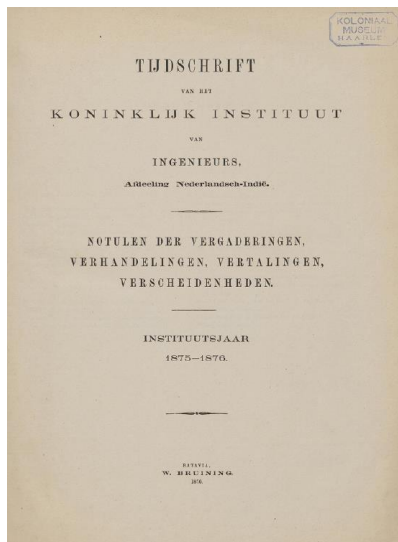 KOLONIAAL
MUSEUM
HAARLEM
TIJDSCHRIFT
VAN HET
KONINKLIJK INSTITUUT
VAN
INGENIEURS,
Afdeeling Nederlandsch-Indië.
NOTULEN DER VERGADERINGEN,
VERHANDELINGEN, VERTALINGEN,
VERSCHEIDENHEDEN.
INSTITUUTSJAAR
1875—1876.
BATAVIA,
W. BRUINING.
1876.